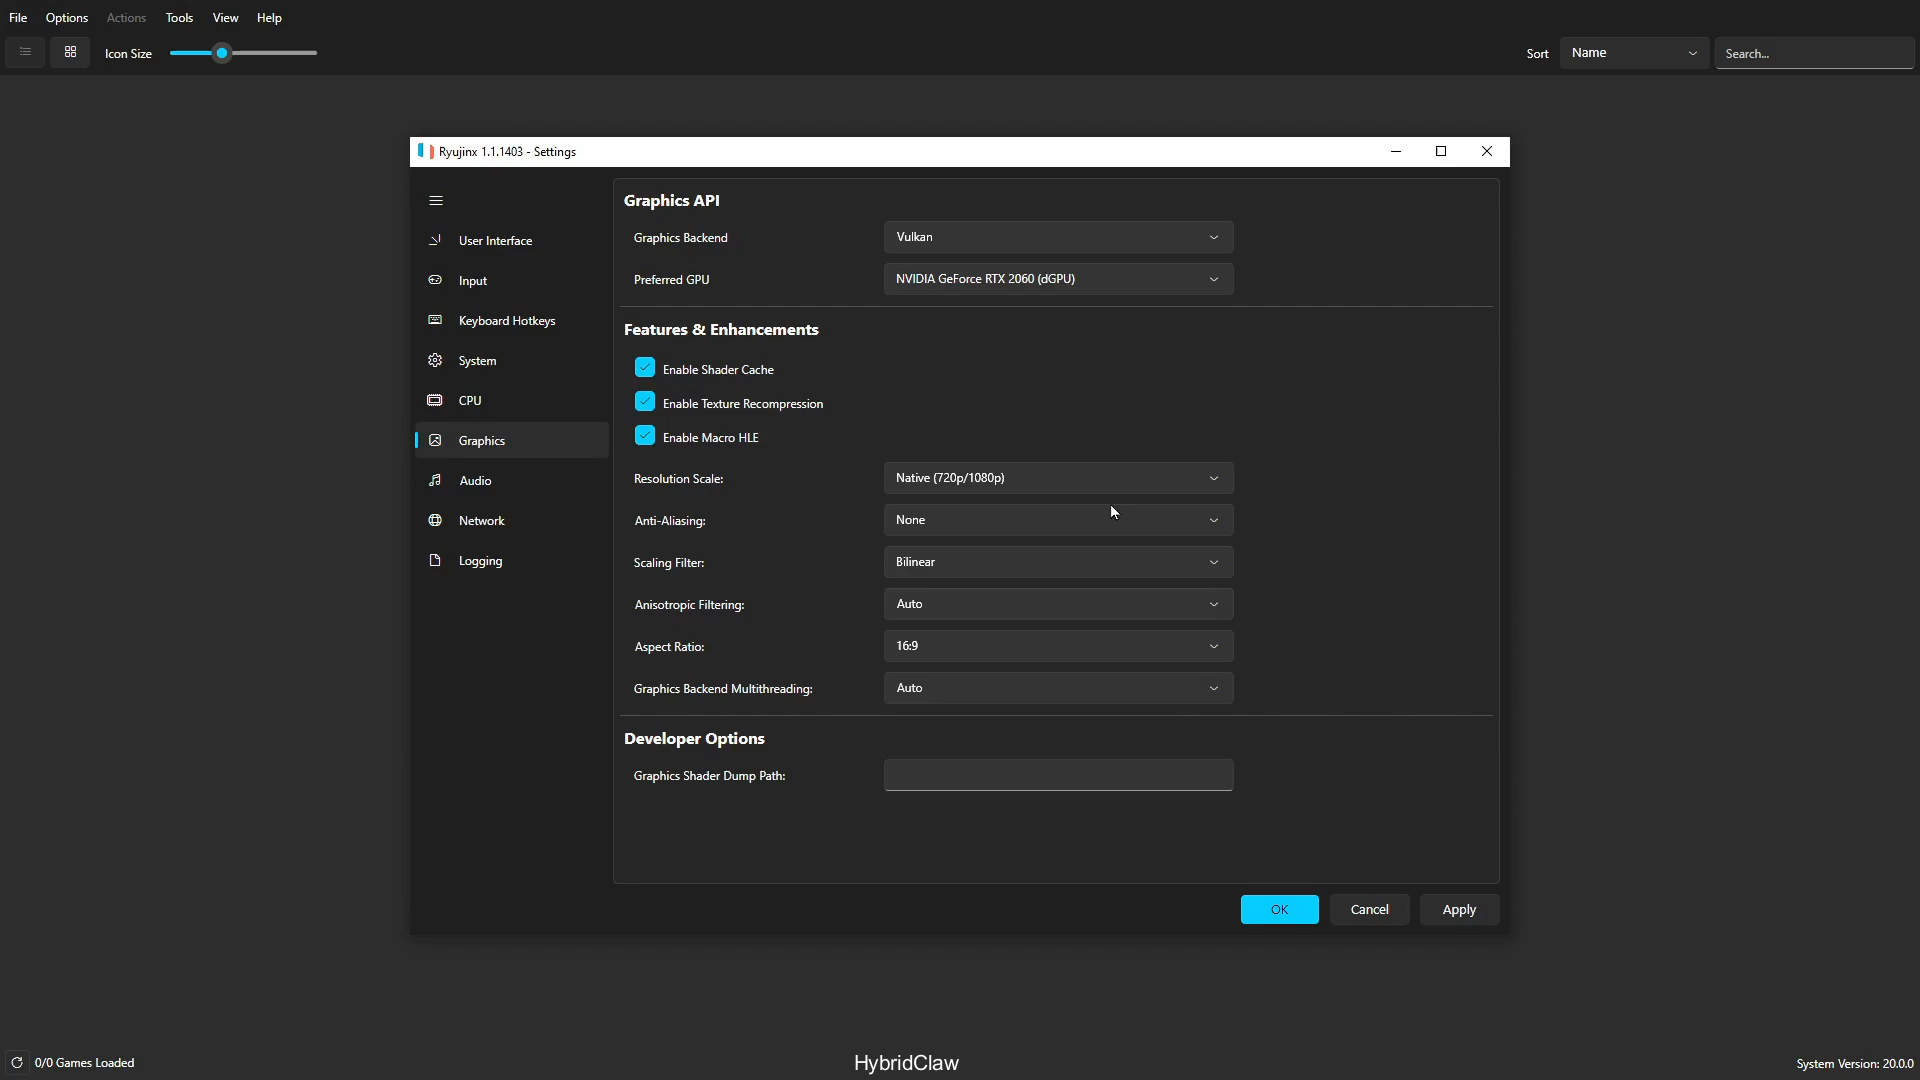 File Options Actions Tools View Help
Icon Size Sort Name Search...
Ryujinx 1.1.1403 - Settings
Graphics API
Graphics Backend Vulkan
User Interface
Preferred GPU NVIDIA GeForce RTX 2060 (dGPU)
Input
Keyboard Hotkeys
Features & Enhancements
System
Enable Shader Cache
CPU
Enable Texture Recompression
Graphics
Enable Macro HLE
Audio
Resolution Scale: Native (720p/1080p)
Network
Anti-Aliasing: None
Logging
Scaling Filter: Bilinear
Anisotropic Filtering: Auto
Aspect Ratio: 16:9
Graphics Backend Multithreading: Auto
Developer Options
Graphics Shader Dump Path:
OK Cancel Apply
0/0 Games Loaded HybridClaw System Version: 20.0.0